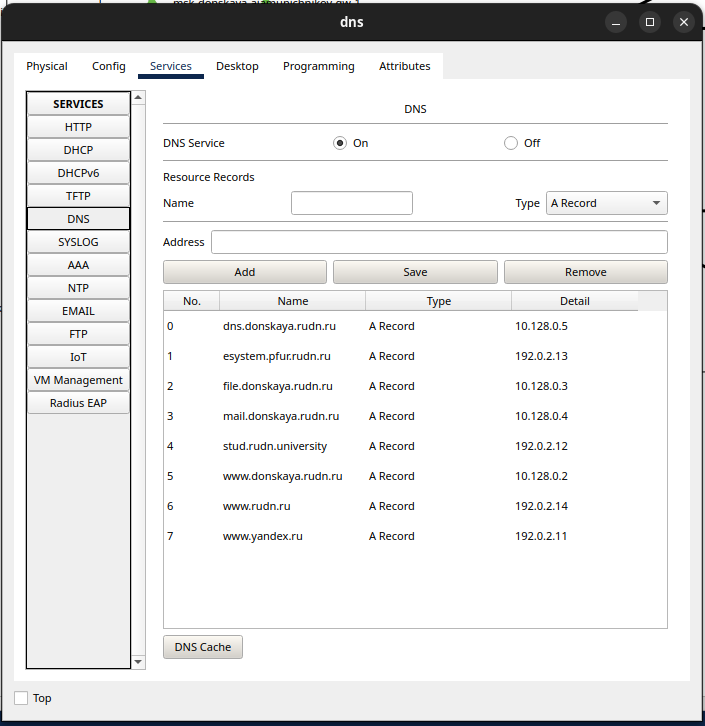 dns
Physical Config Services Desktop Programming Attributes
SERVICES
HTTP
DHCP
DHCPv6
TFTP
DNS
SYSLOG
AAA
NTP
EMAIL
FTP
IoT
VM Management
Radius EAP
DNS
DNS Service On Off
Resource Records
Name Type A Record
Address
Add Save Remove
No. Name Type Detail
0 dns.donskaya.rudn.ru A Record 10.128.0.5
1 esystem.pfur.rudn.ru A Record 192.0.2.13
2 file.donskaya.rudn.ru A Record 10.128.0.3
3 mail.donskaya.rudn.ru A Record 10.128.0.4
4 stud.rudn.university A Record 192.0.2.12
5 www.donskaya.rudn.ru A Record 10.128.0.2
6 www.rudn.ru A Record 192.0.2.14
7 www.yandex.ru A Record 192.0.2.11
DNS Cache
Top